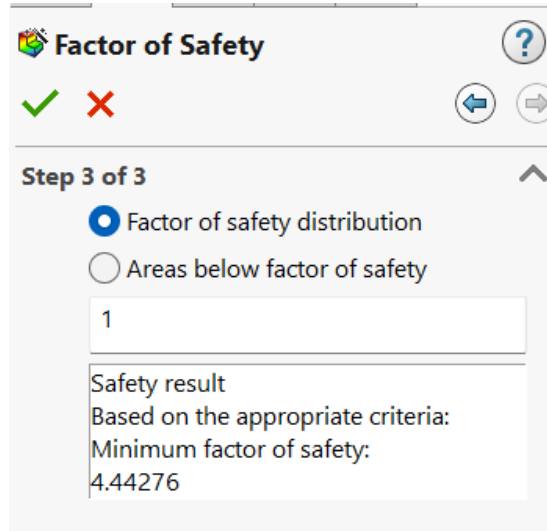 Factor of Safety
?
Step 3 of 3
Factor of safety distribution
Areas below factor of safety
1
Safety result
Based on the appropriate criteria:
Minimum factor of safety:
4.44276